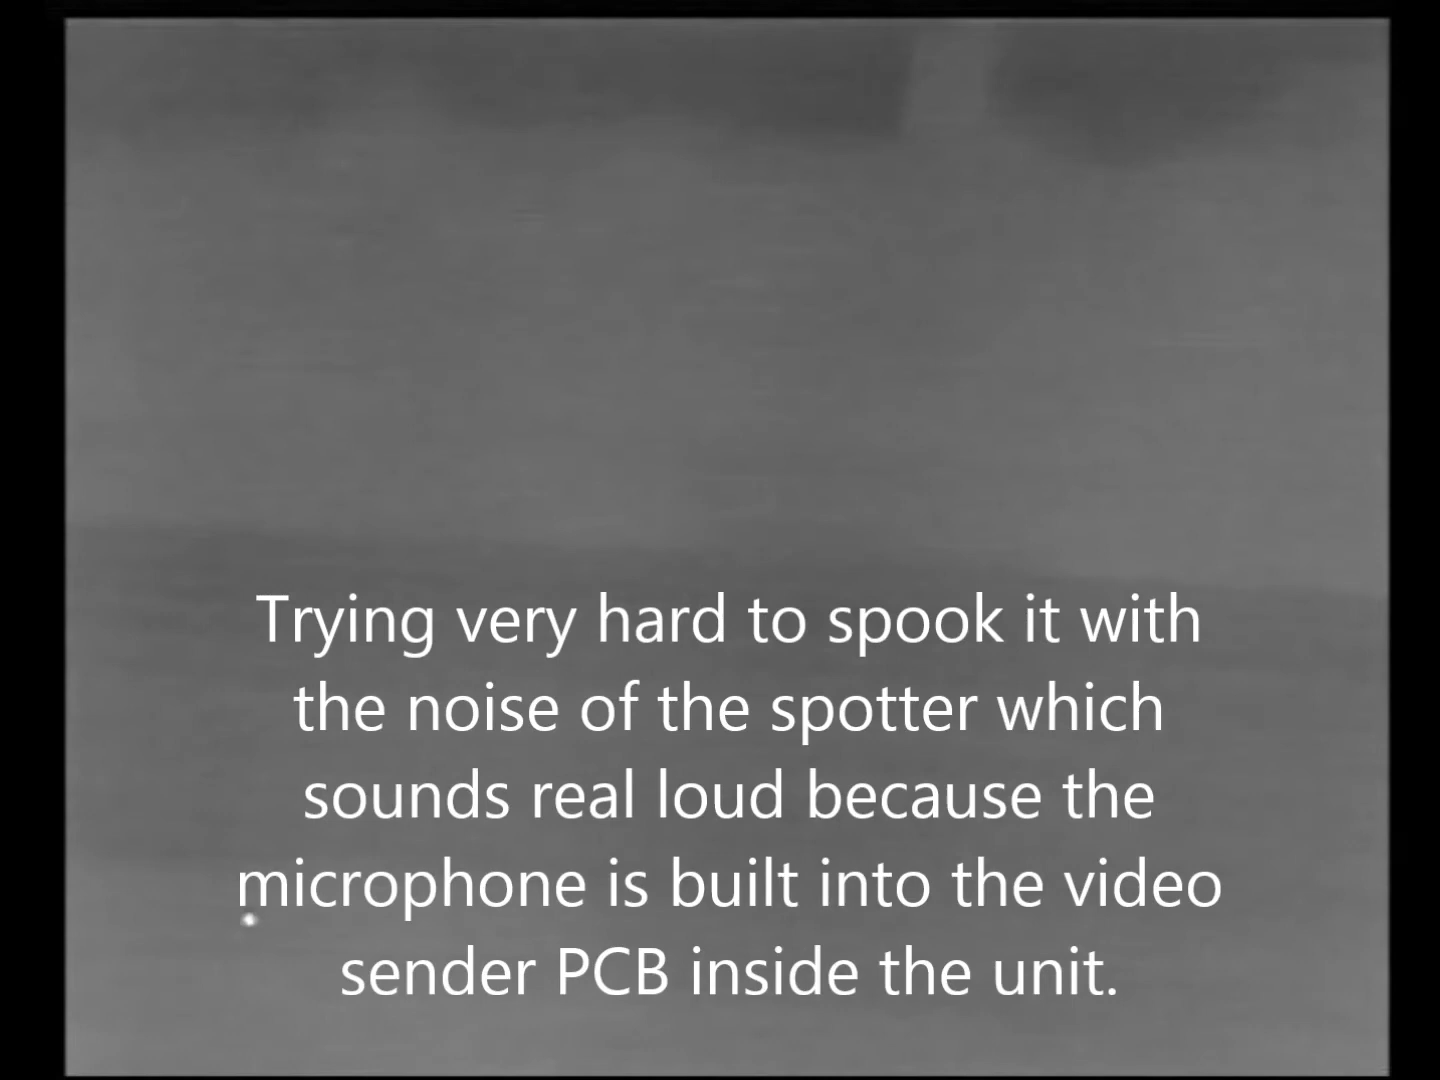 Trying very hard to spook it with
the noise of the spotter which
sounds real loud because the
microphone is built into the video
sender PCB inside the unit.